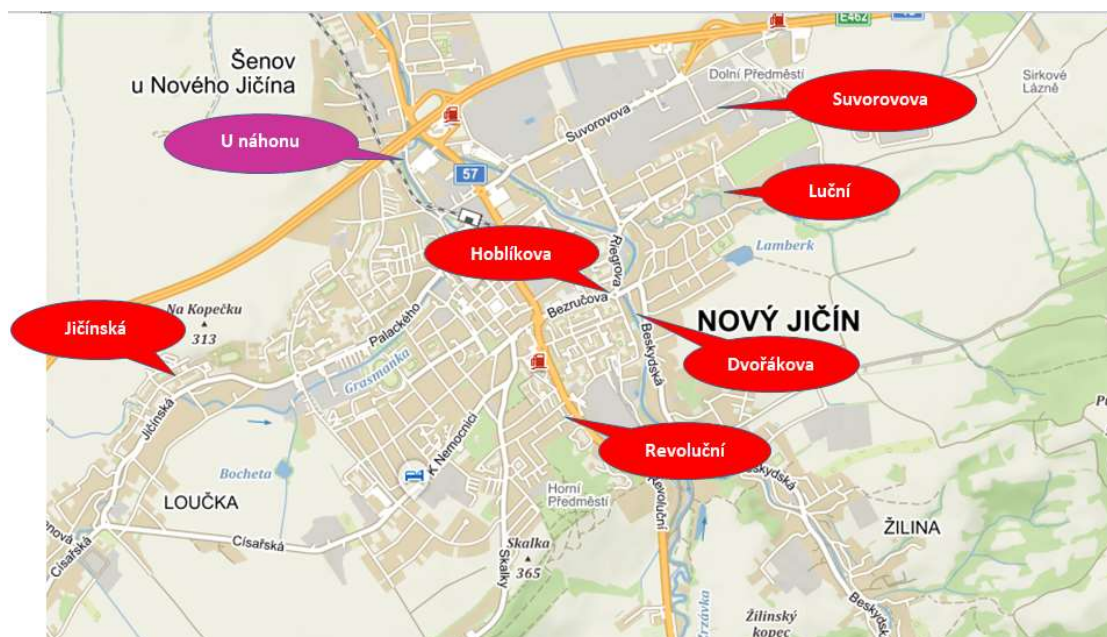 E462
Šenov
u Nového Jičína
Dolní Předměstí
Sirkové
Lázně
Suvorovova
U náhonu
Suvorovova
57
Luční
Hoblíkova
Riegrova
Lamberk
Na Kopečku
313
Bezručova
Jičínská
Palackého
NOVÝ JIČÍN
Grasmanka
Beskydská
Dvořákova
Jičínská
K Nemocnici
Revoluční
Bocheta
Beskydská
LOUČKA
Horní
Předměstí
Revoluční
ŽILINA
Císařská
Skalka
365
Skalky
Císařská
Beskydská
Žilinský
kopec